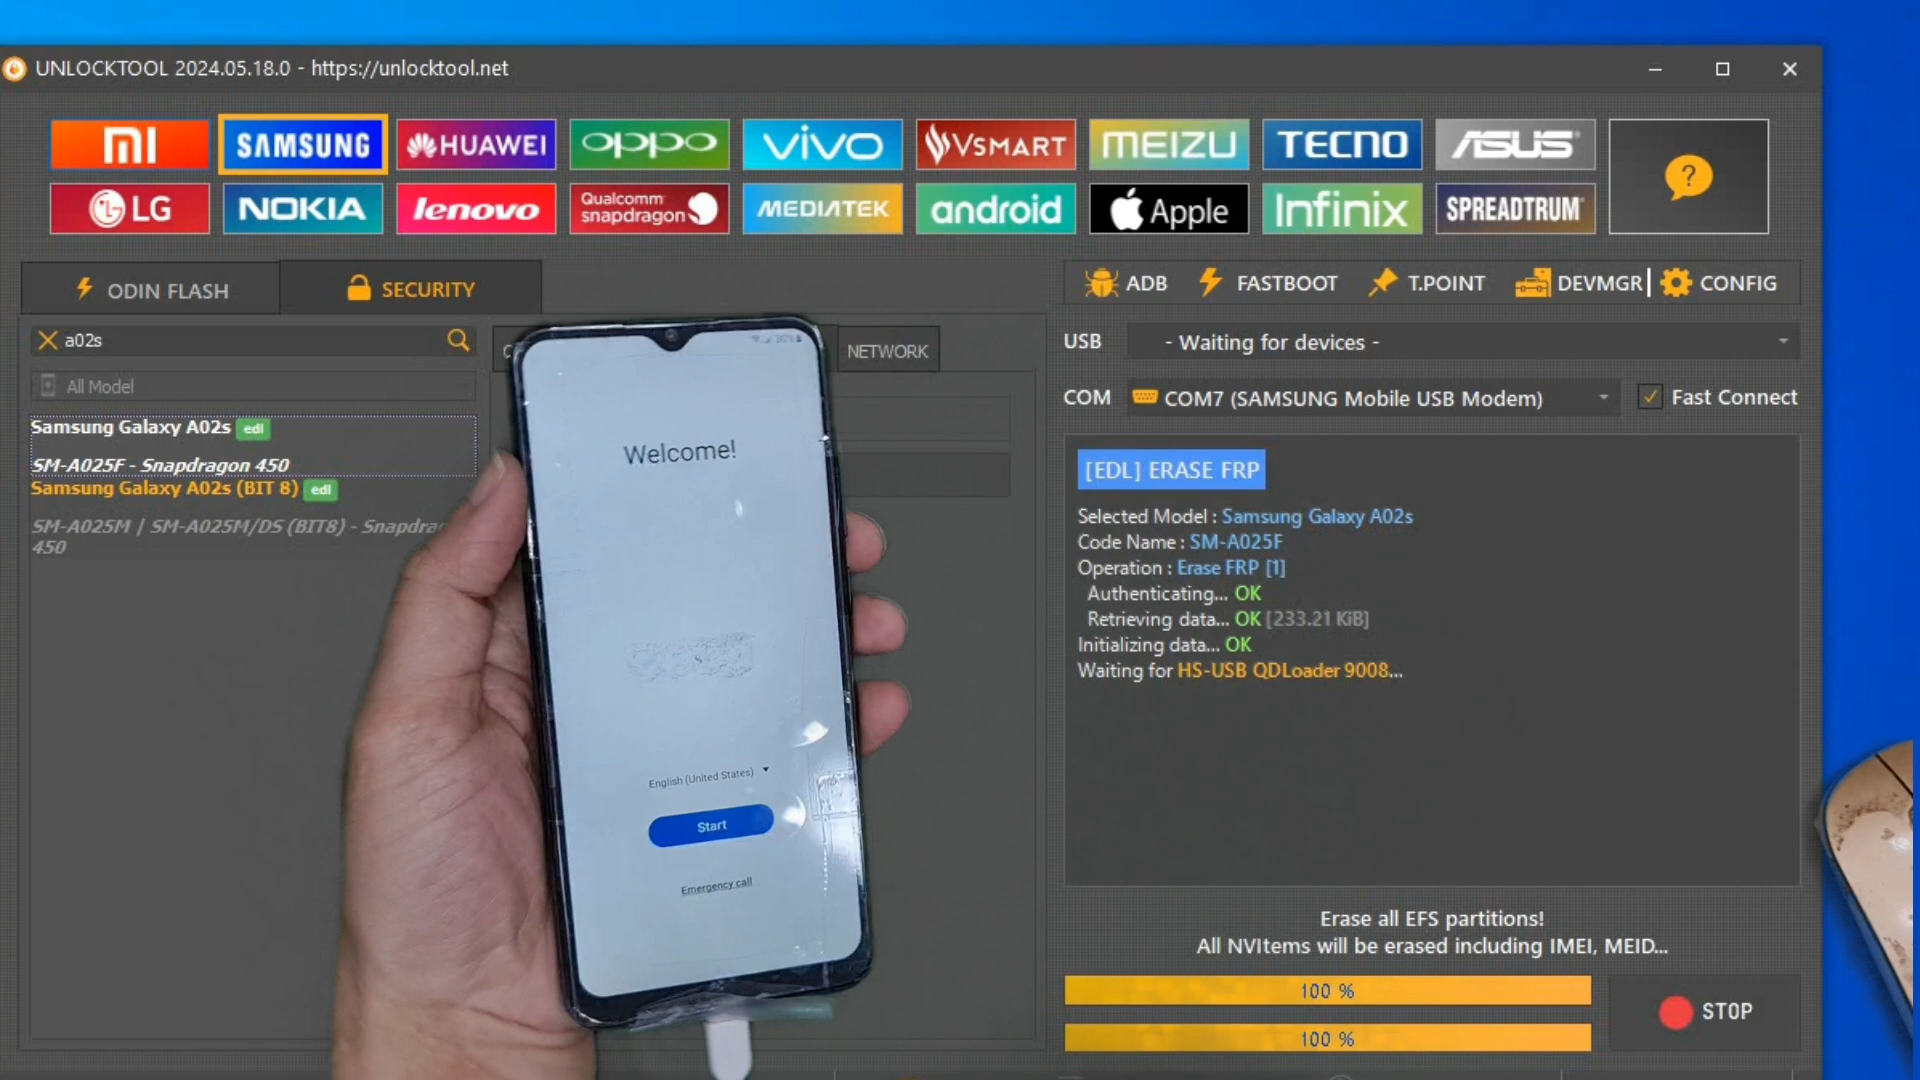 UNLOCKTOOL 2024.05.18.0 - https://unlocktool.net
mi SAMSUNG HUAWEI oppo vivo VSMART MEIZU TECNO ASUS ?
LG NOKIA lenovo Qualcomm snapdragon MEDIATEK android Apple Infinix SPREADTRUM
ODIN FLASH SECURITY
ADB FASTBOOT T.POINT DEVMGR CONFIG
a02s
NETWORK
USB - Waiting for devices -
All Model
COM COM7 (SAMSUNG Mobile USB Modem) Fast Connect
Samsung Galaxy A02s edl
SM-A025F - Snapdragon 450
Samsung Galaxy A02s (BIT 8) edl
SM-A025M | SM-A025M/DS (BIT8) - Snapdra
450
Welcome!
English (United States)
Start
Emergency call
[EDL] ERASE FRP
Selected Model : Samsung Galaxy A02s
Code Name : SM-A025F
Operation : Erase FRP [1]
Authenticating... OK
Retrieving data... OK [233.21 KiB]
Initializing data... OK
Waiting for HS-USB QDLoader 9008...
Erase all EFS partitions!
All NVItems will be erased including IMEI, MEID...
100 %
100 %
STOP